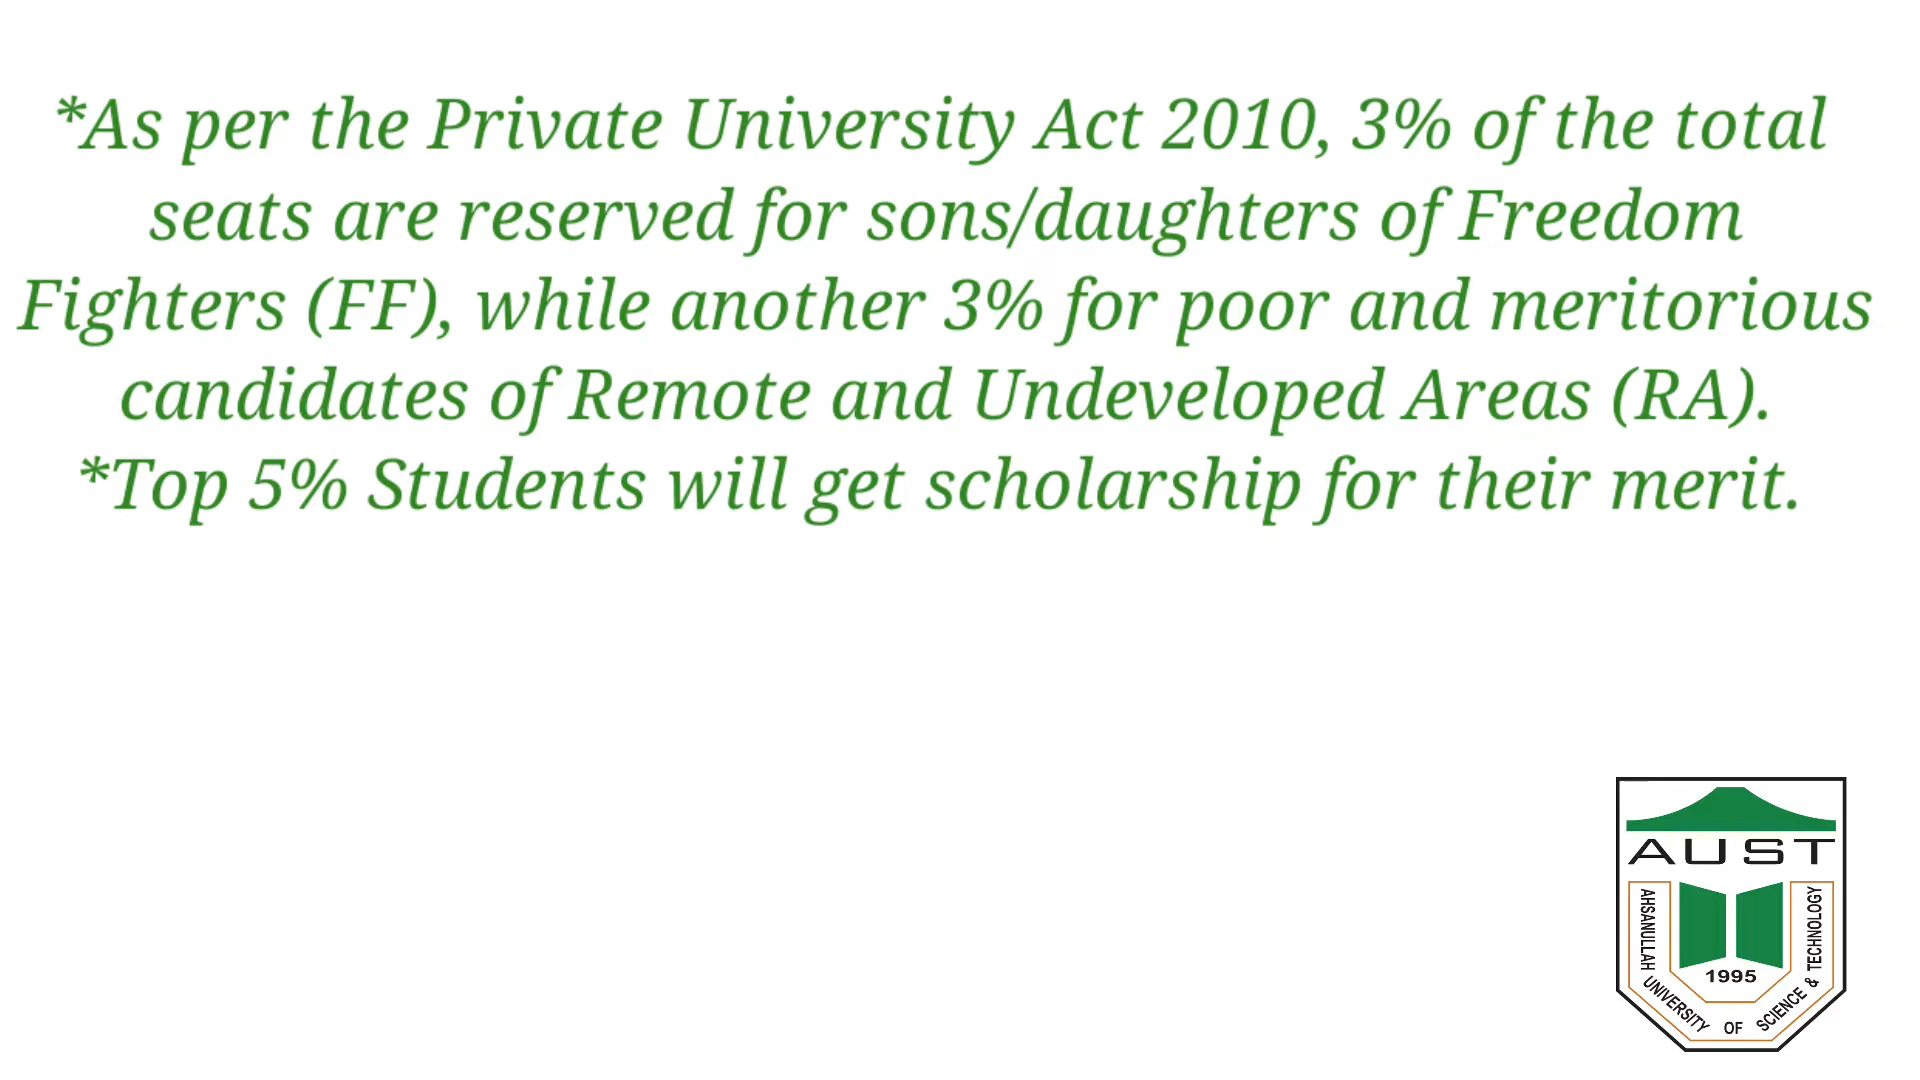 *As per the Private University Act 2010, 3% of the total
seats are reserved for sons/daughters of Freedom
Fighters (FF), while another 3% for poor and meritorious
candidates of Remote and Undeveloped Areas (RA).
*Top 5% Students will get scholarship for their merit.
AUST
1995
AHSANULLAH UNIVERSITY OF SCIENCE & TECHNOLOGY